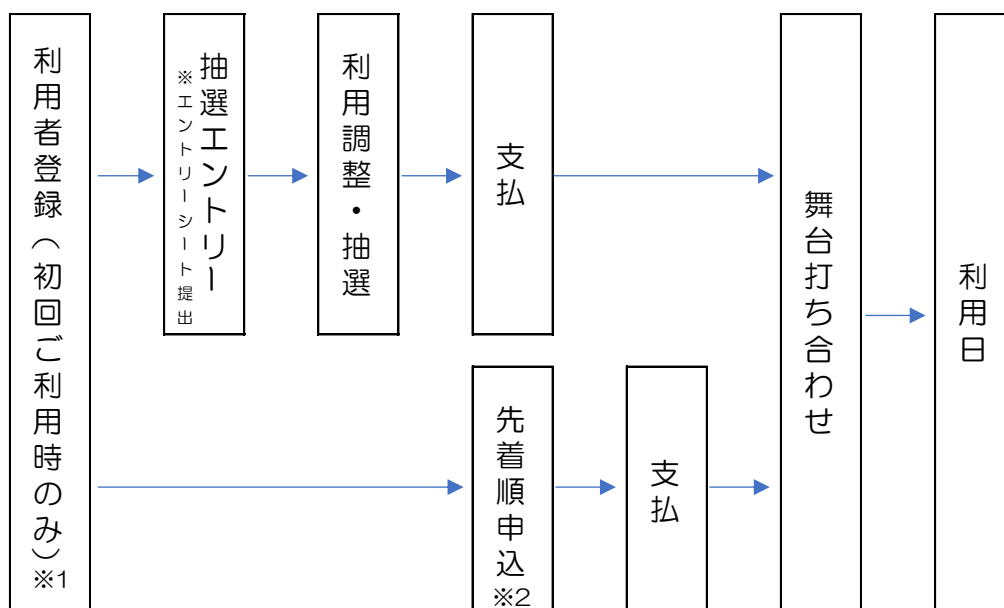 利用者登録（初回ご利用時のみ）※1
抽選エントリー
※エントリーシート提出
利用調整・抽選
支払
先着順申込※2
支払
舞台打ち合わせ
利用日